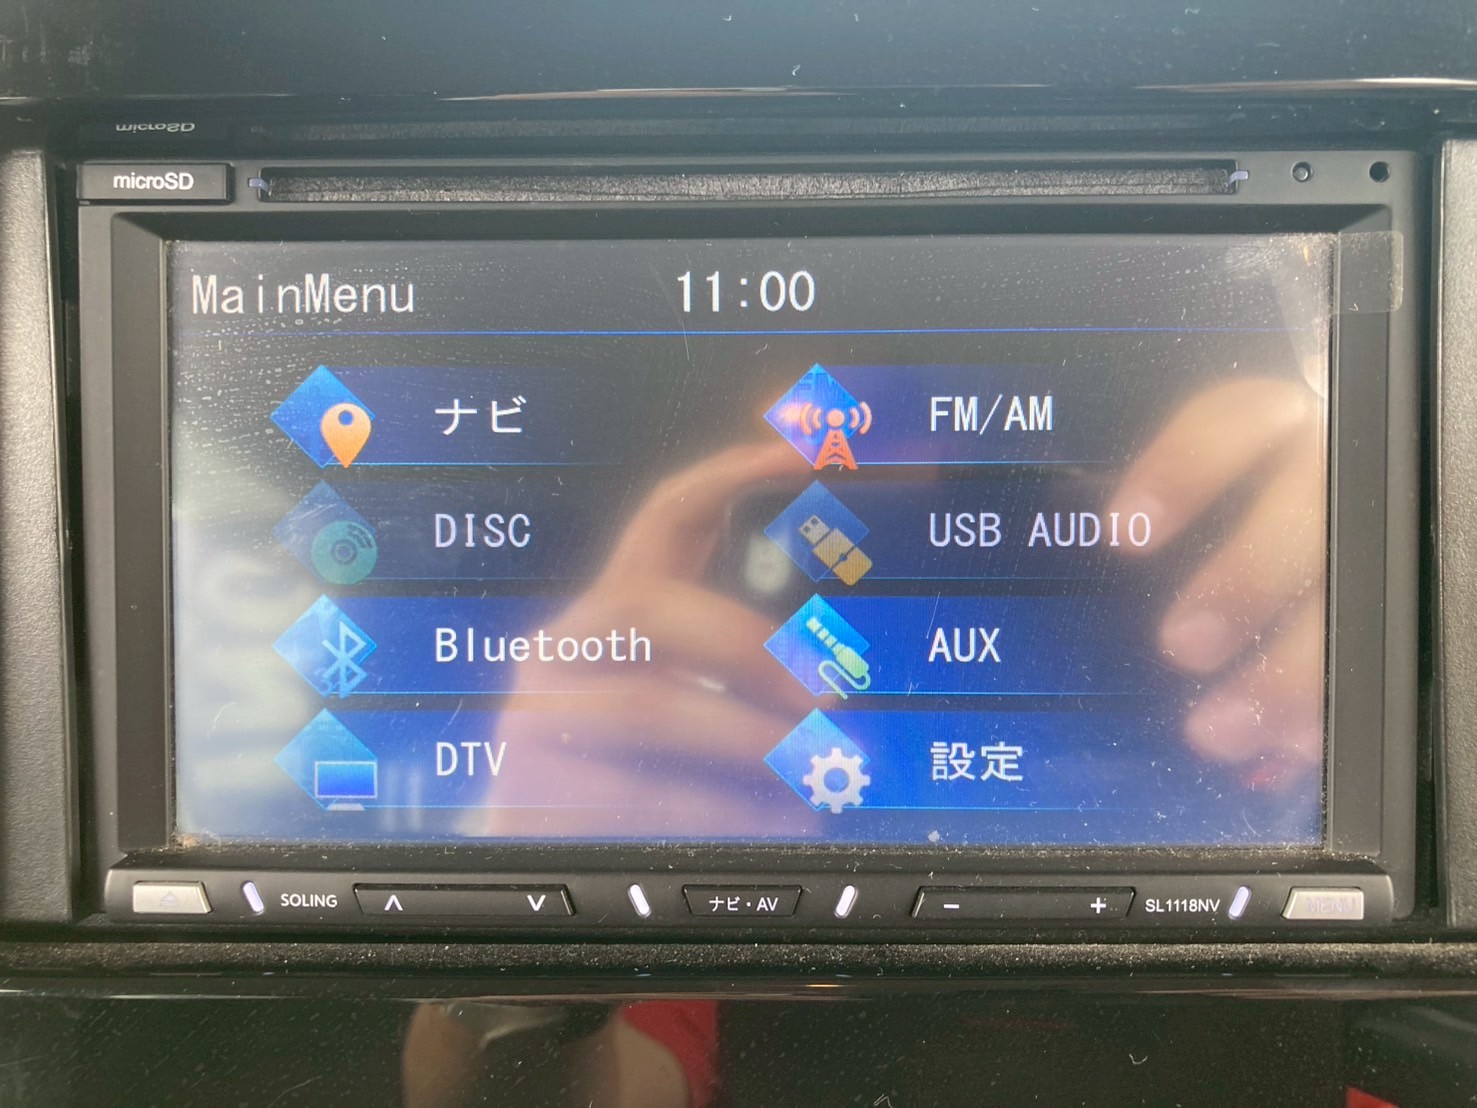 microSD
MainMenu 11:00
ナビ FM/AM
DISC USB AUDIO
Bluetooth AUX
DTV 設定
SOLING ナビ・AV − + SL1118NV MENU